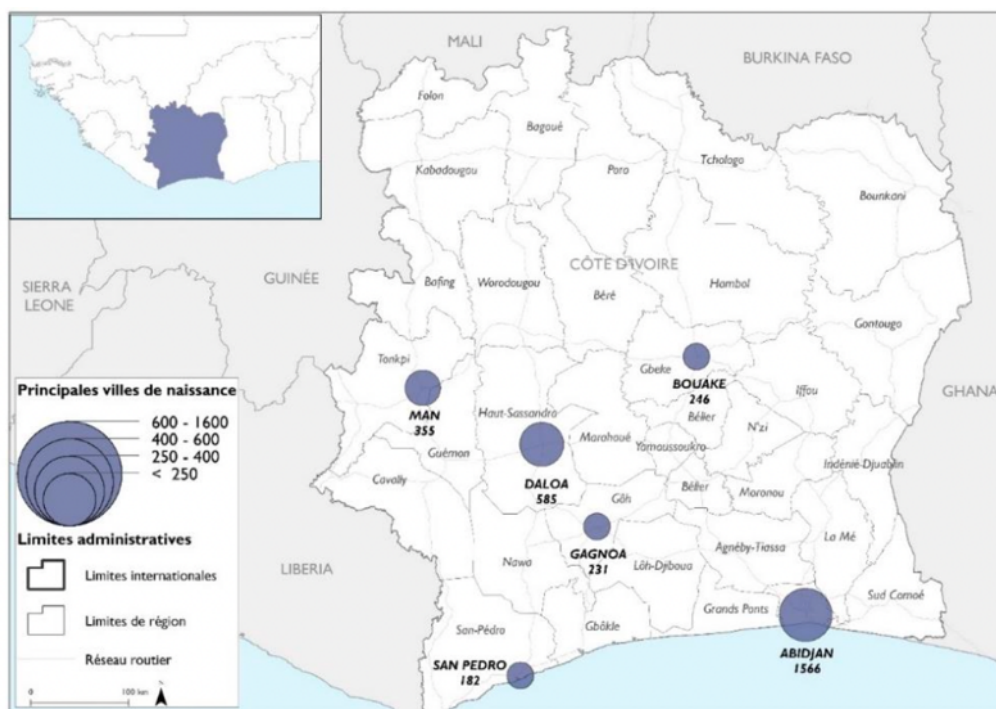 MALI
BURKINA FASO
Folon
Bagoué
Poro
Tchologo
Kabadougou
Bounkani
SIERRA
LEONE
GUINÉE
CÔTE D'IVOIRE
Bafing
Worodougou
Béré
Hambol
Gontougo
Tonkpi
Gbeke
BOUAKE
246
Iffou
GHANA
Principales villes de naissance
600 - 1600
400 - 600
250 - 400
< 250
MAN
355
Haut-Sassandra
Marahoué
Bélier
N'zi
Yamoussoukro
Guémon
Cavally
DALOA
585
Indénié-Djuablin
Bélier
Moronou
Gôh
Limites administratives
Limites internationales
Limites de région
Réseau routier
0
100 km
N
LIBERIA
Nawa
GAGNOA
231
Lôh-Djiboua
Agnéby-Tiassa
La Mé
Grands Ponts
Sud Comoé
San-Pédro
Gbôkle
ABIDJAN
1566
SAN PEDRO
182